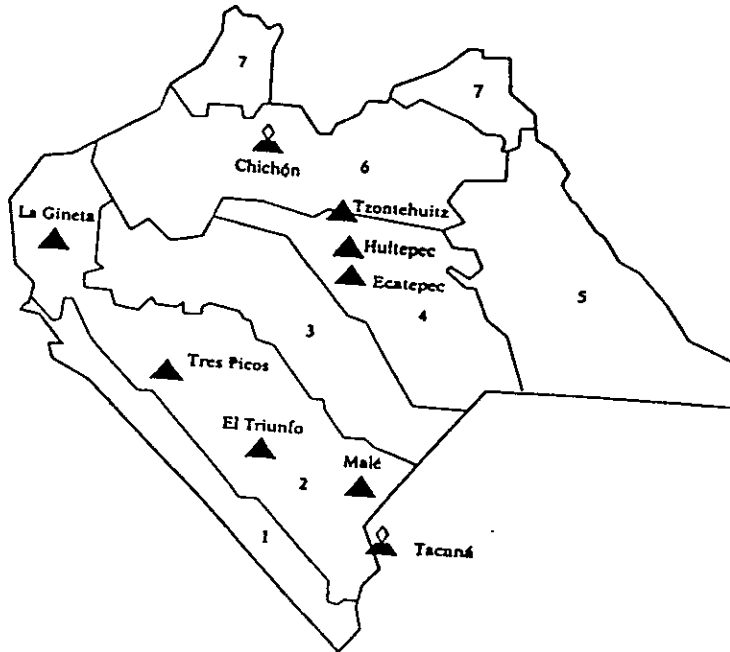 7
7
Chichón
6
Tzontehuitz
La Gineta
Huitepec
Ecatepec
5
4
3
Tres Picos
El Triunfo
Malé
2
1
Tacaná